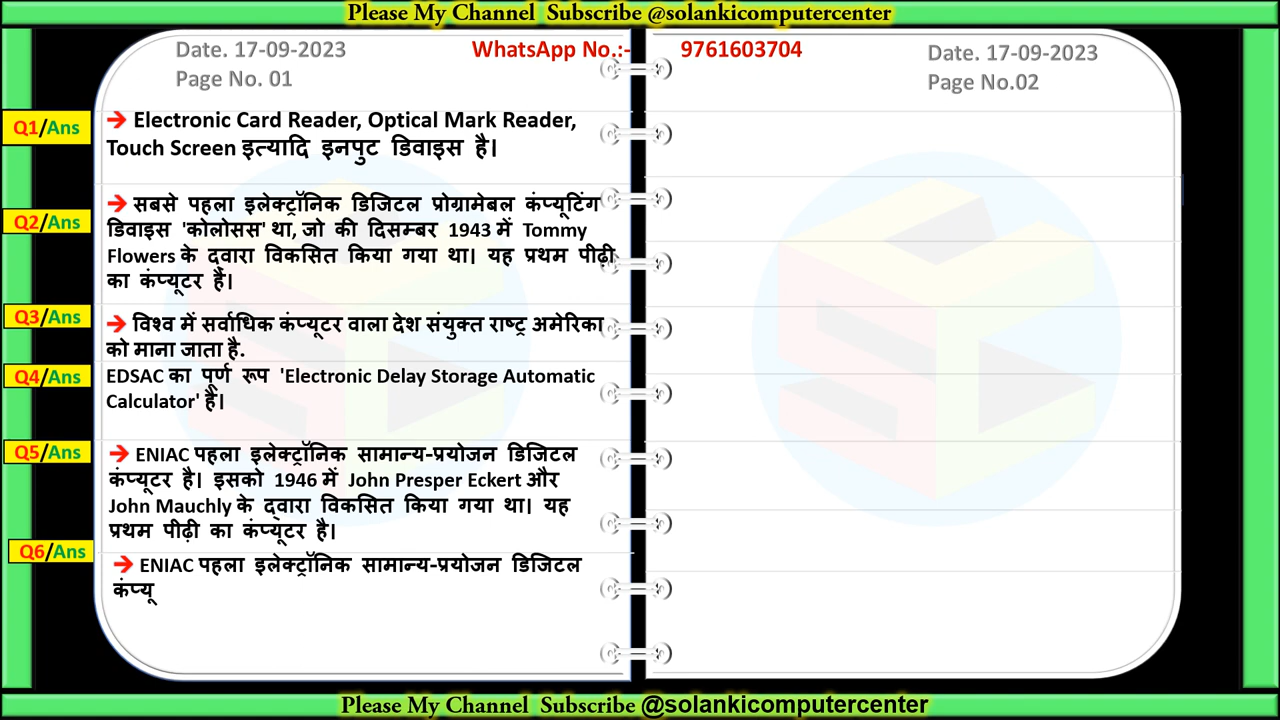 Please My Channel  Subscribe @solankicomputercenter
Date. 17-09-2023
WhatsApp No.:-
Page No. 01
9761603704
Date. 17-09-2023
Page No.02
Q1/Ans
➔ Electronic Card Reader, Optical Mark Reader,
Touch Screen इत्यादि इनपुट डिवाइस है।
Q2/Ans
➔ सबसे पहला इलेक्ट्रॉनिक डिजिटल प्रोग्रामेबल कंप्यूटिंग
डिवाइस 'कोलोसस' था, जो की दिसम्बर 1943 में Tommy
Flowers के द्वारा विकसित किया गया था। यह प्रथम पीढ़ी
का कंप्यूटर हैं।
Q3/Ans
➔ विश्व में सर्वाधिक कंप्यूटर वाला देश संयुक्त राष्ट्र अमेरिका
को माना जाता है.
Q4/Ans
EDSAC का पूर्ण रूप 'Electronic Delay Storage Automatic
Calculator' हैं।
Q5/Ans
➔ ENIAC पहला इलेक्ट्रॉनिक सामान्य-प्रयोजन डिजिटल
कंप्यूटर है। इसको 1946 में John Presper Eckert और
John Mauchly के द्वारा विकसित किया गया था। यह
प्रथम पीढ़ी का कंप्यूटर है।
Q6/Ans
➔ ENIAC पहला इलेक्ट्रॉनिक सामान्य-प्रयोजन डिजिटल
कंप्यू
Please My Channel  Subscribe @solankicomputercenter